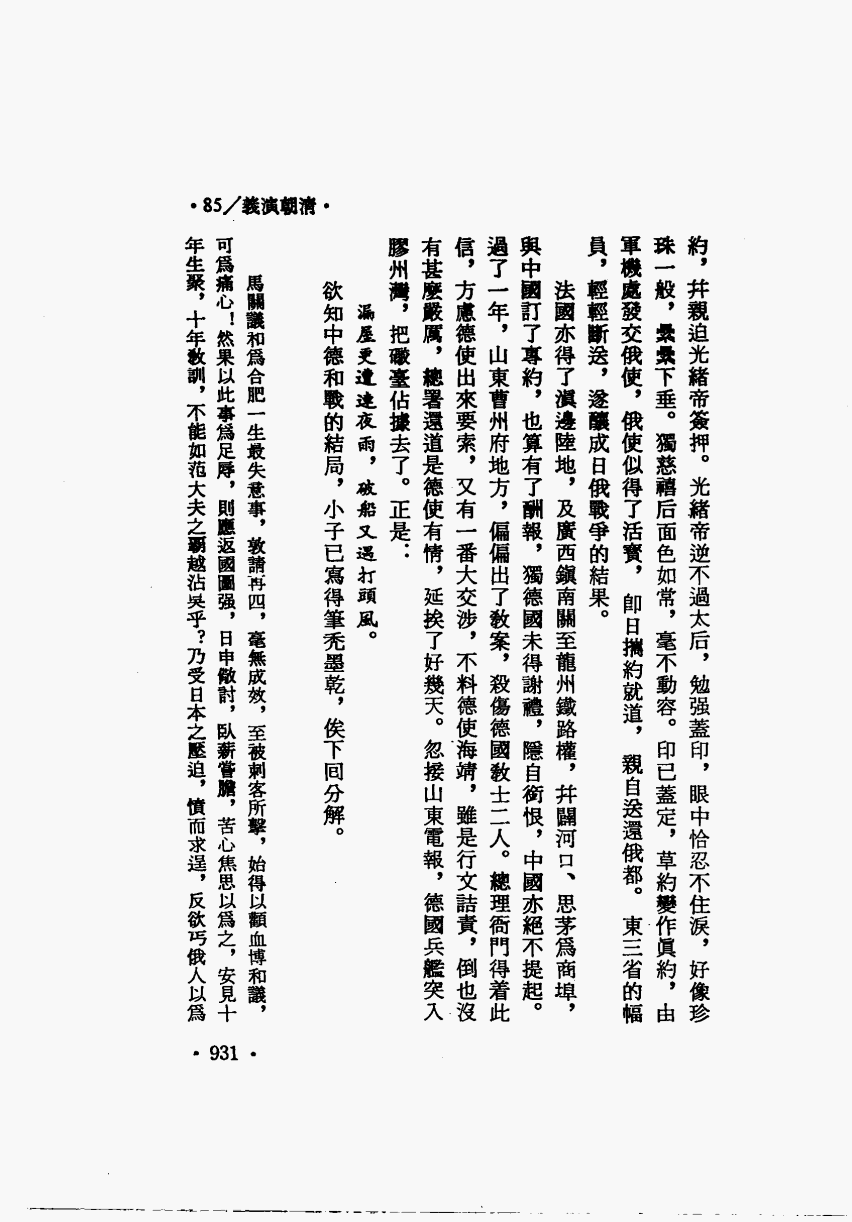 •85／義演朝清•
約，幷親迫光緒帝簽押。光緒帝逆不過太后，勉强蓋印，眼中恰忍不住淚，好像珍
珠一般，纍纍下垂。獨慈禧后面色如常，毫不動容。印已蓋定，草約變作眞約，由
軍機處發交俄使，俄使似得了活寶，卽日攜約就道，親自送還俄都。東三省的幅
員，輕輕斷送，遂釀成日俄戰爭的結果。
法國亦得了滇邊陸地，及廣西鎭南關至龍州鐵路權，幷闢河口、思茅爲商埠，
與中國訂了專約，也算有了酬報，獨德國未得謝禮，隱自銜恨，中國亦絕不提起。
過了一年，山東曹州府地方，偏偏出了敎案，殺傷德國敎士二人。總理衙門得着此
信，方慮德使出來要索，又有一番大交涉，不料德使海靖，雖是行文詰責，倒也沒
有甚麼嚴厲，總署還道是德使有情，延挨了好幾天。忽接山東電報，德國兵艦突入
膠州灣，把礮臺佔據去了。正是：
漏屋更遭連夜雨，破船又遇打頭風。
欲知中德和戰的結局，小子已寫得筆禿墨乾，俟下回分解。
馬關議和爲合肥一生最失意事，敦請再四，毫無成效，至被刺客所擊，始得以顴血博和議，
可爲痛心！然果以此事爲足辱，則應返國圖强，日申儆討，臥薪嘗膽，苦心焦思以爲之，安見十
年生聚，十年敎訓，不能如范大夫之覇越沼吳乎？乃受日本之壓迫，憤而求逞，反欲丐俄人以爲
•931•